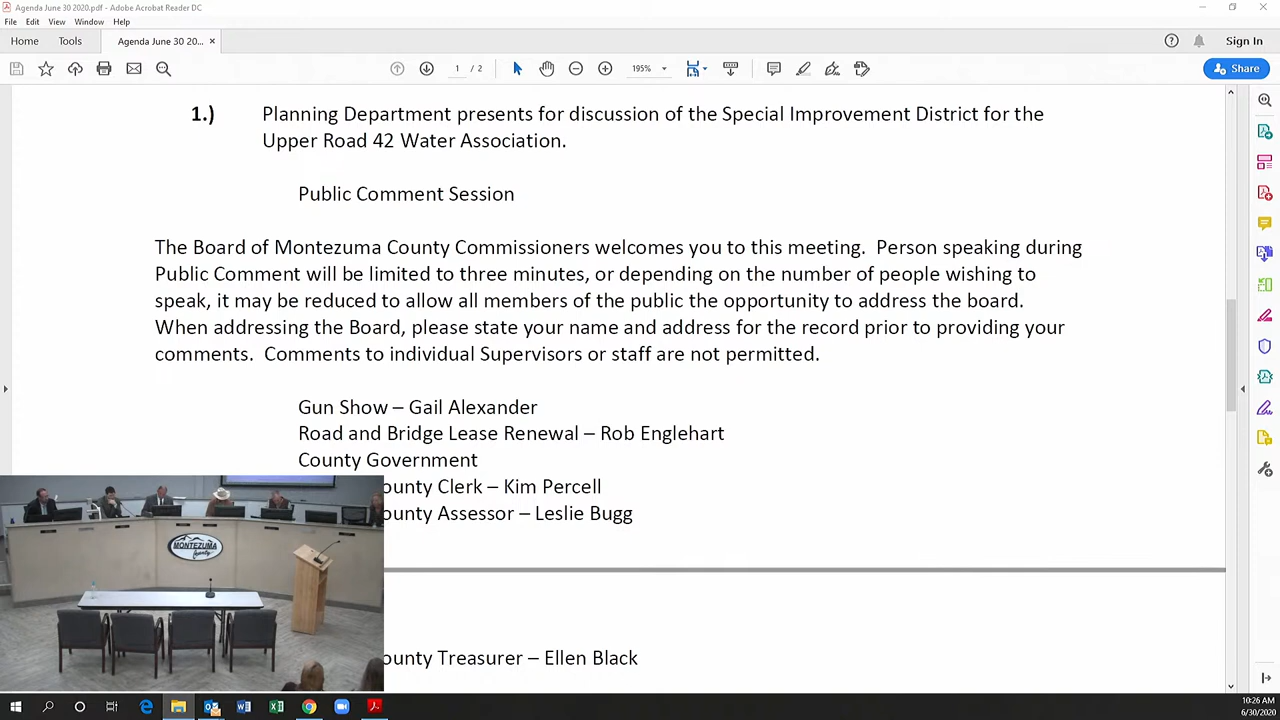 Agenda June 30 2020.pdf - Adobe Acrobat Reader DC
File Edit View Window Help
Home Tools Agenda June 30 20... × Sign In
1 / 2 195% Share
1.) Planning Department presents for discussion of the Special Improvement District for the
Upper Road 42 Water Association.
Public Comment Session
The Board of Montezuma County Commissioners welcomes you to this meeting. Person speaking during
Public Comment will be limited to three minutes, or depending on the number of people wishing to
speak, it may be reduced to allow all members of the public the opportunity to address the board.
When addressing the Board, please state your name and address for the record prior to providing your
comments. Comments to individual Supervisors or staff are not permitted.
Gun Show – Gail Alexander
Road and Bridge Lease Renewal – Rob Englehart
County Government
ounty Clerk – Kim Percell
ounty Assessor – Leslie Bugg
MONTEZUMA
County
ounty Treasurer – Ellen Black
10:26 AM
6/30/2020